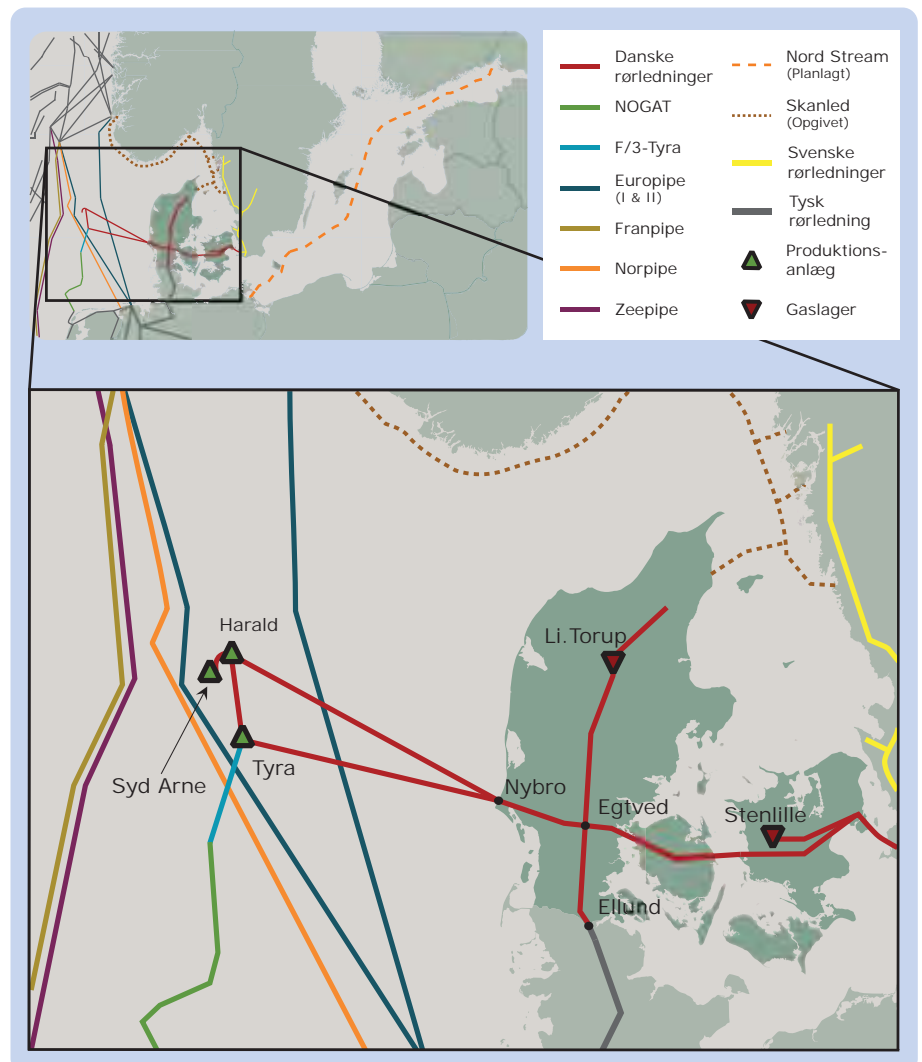 Danske
rørledninger
NOGAT
F/3-Tyra
Europipe
(I & II)
Franpipe
Norpipe
Zeepipe
Nord Stream
(Planlagt)
Skanled
(Opgivet)
Svenske
rørledninger
Tysk
rørledning
Produktions-
anlæg
Gaslager
Harald
Li.Torup
Syd Arne
Tyra
Nybro
Egtved
Stenlille
Ellund